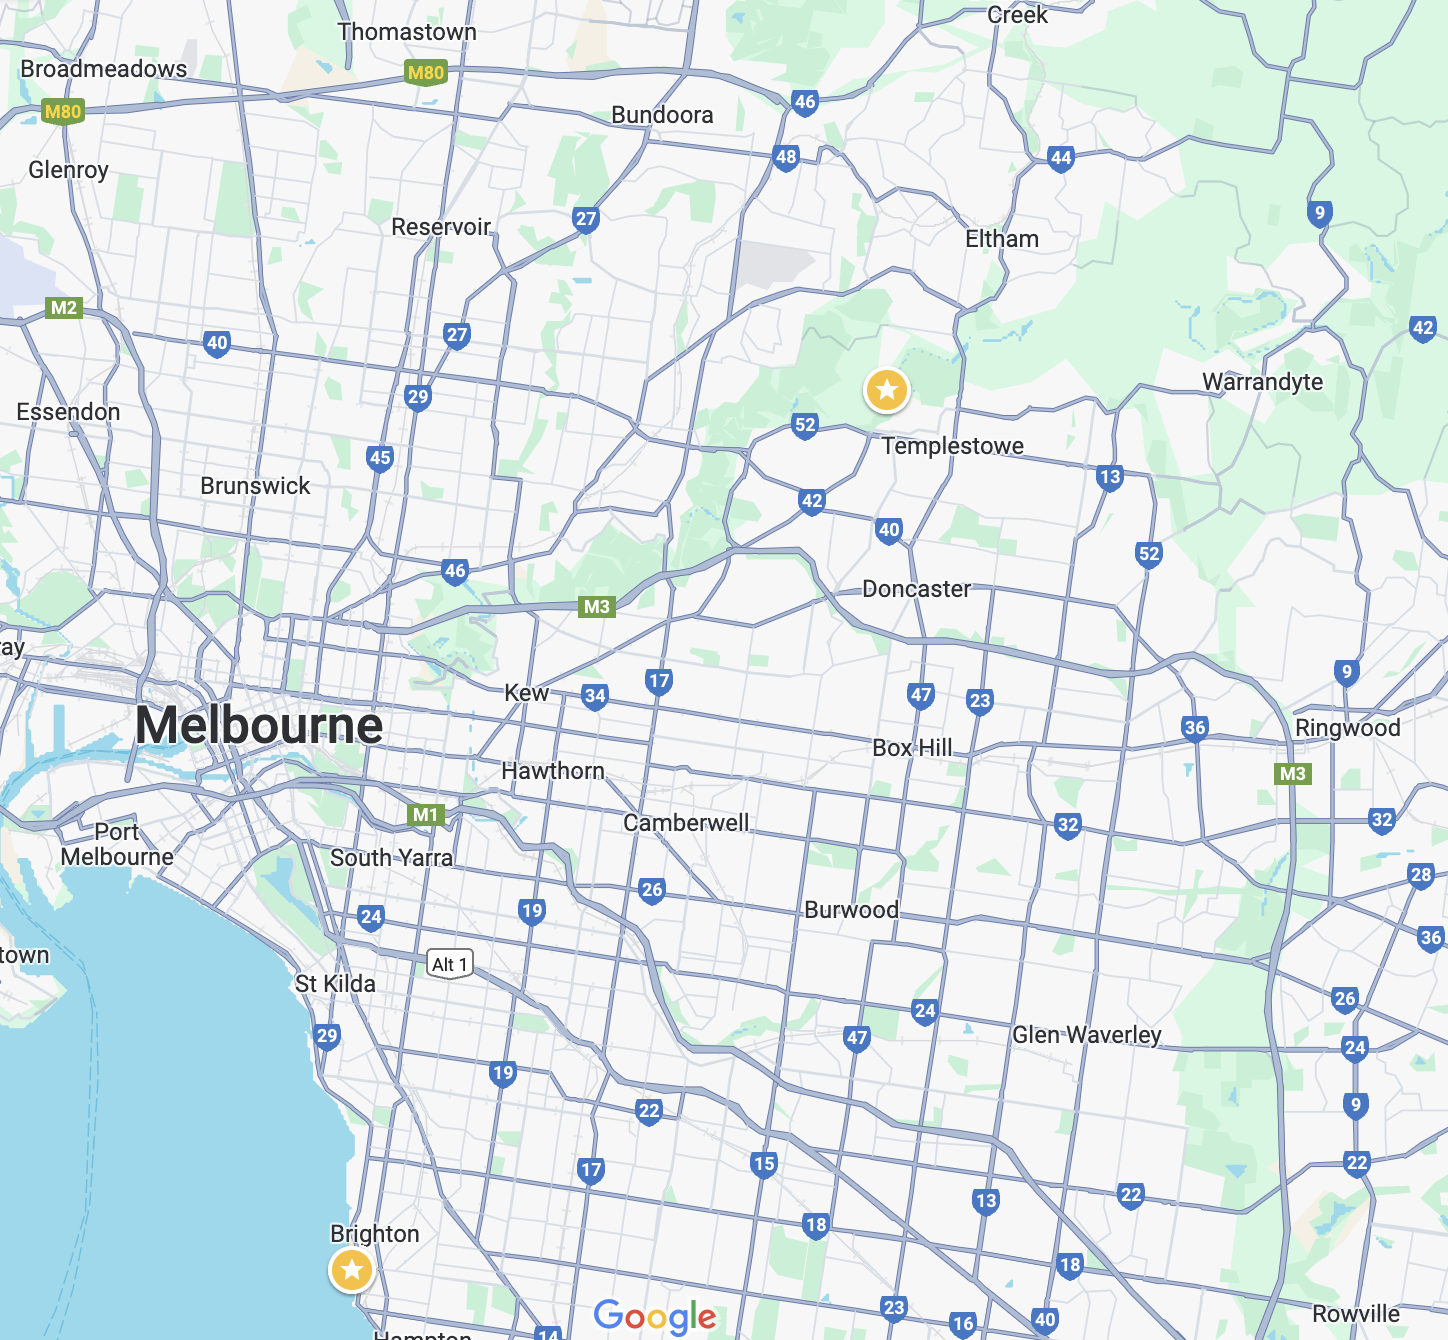 Creek
Thomastown
Broadmeadows
M80
M80
46
Bundoora
48
44
Glenroy
9
27
Reservoir
Eltham
M2
42
27
40
Warrandyte
29
Essendon
52
Templestowe
45
13
Brunswick
42
40
52
46
Doncaster
M3
ray
9
17
Kew
34
47
23
Melbourne
36
Ringwood
Box Hill
Hawthorn
M3
M1
Camberwell
32
32
Port
Melbourne
South Yarra
28
26
Burwood
24
19
36
town
Alt 1
St Kilda
26
24
29
47
Glen Waverley
24
19
22
9
15
22
17
22
13
18
Brighton
18
23
Google
16
40
Rowville
Hampton
14